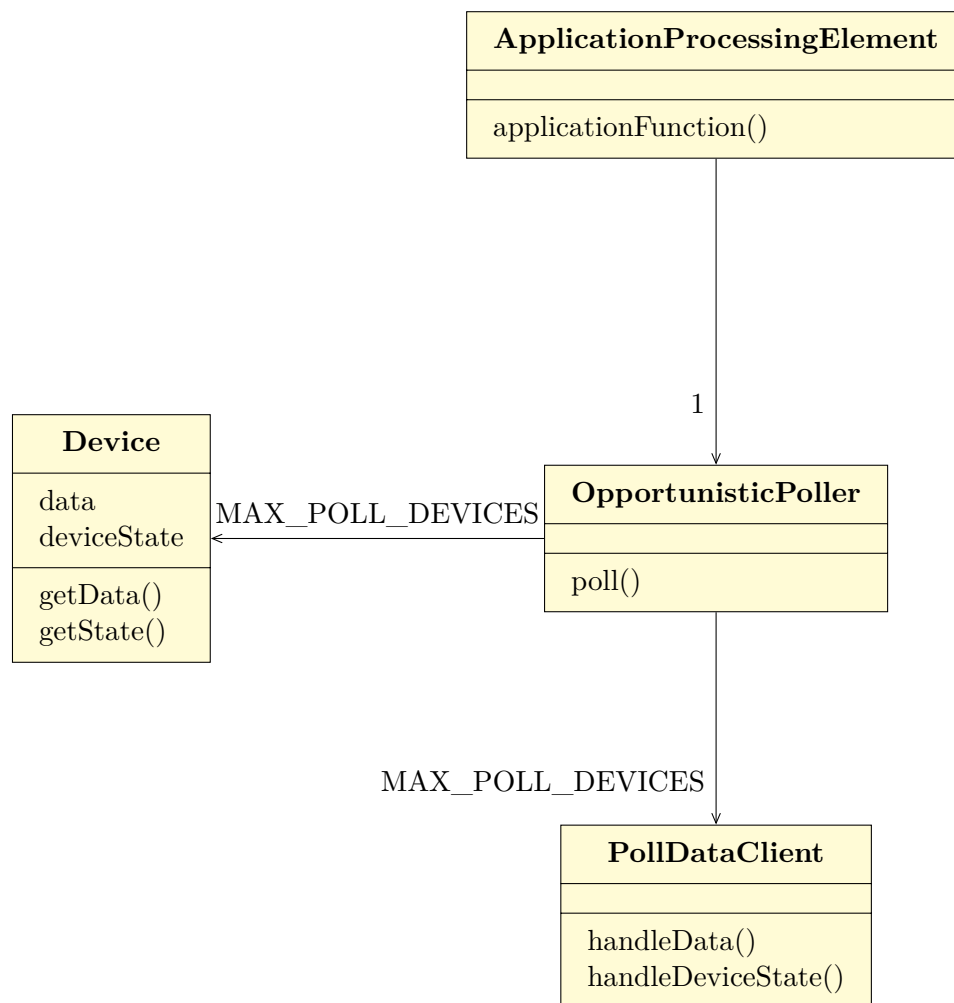 ApplicationProcessingElement
applicationFunction()
1
Device
data
deviceState
getData()
getState()
MAX_POLL_DEVICES
OpportunisticPoller
poll()
MAX_POLL_DEVICES
PollDataClient
handleData()
handleDeviceState()